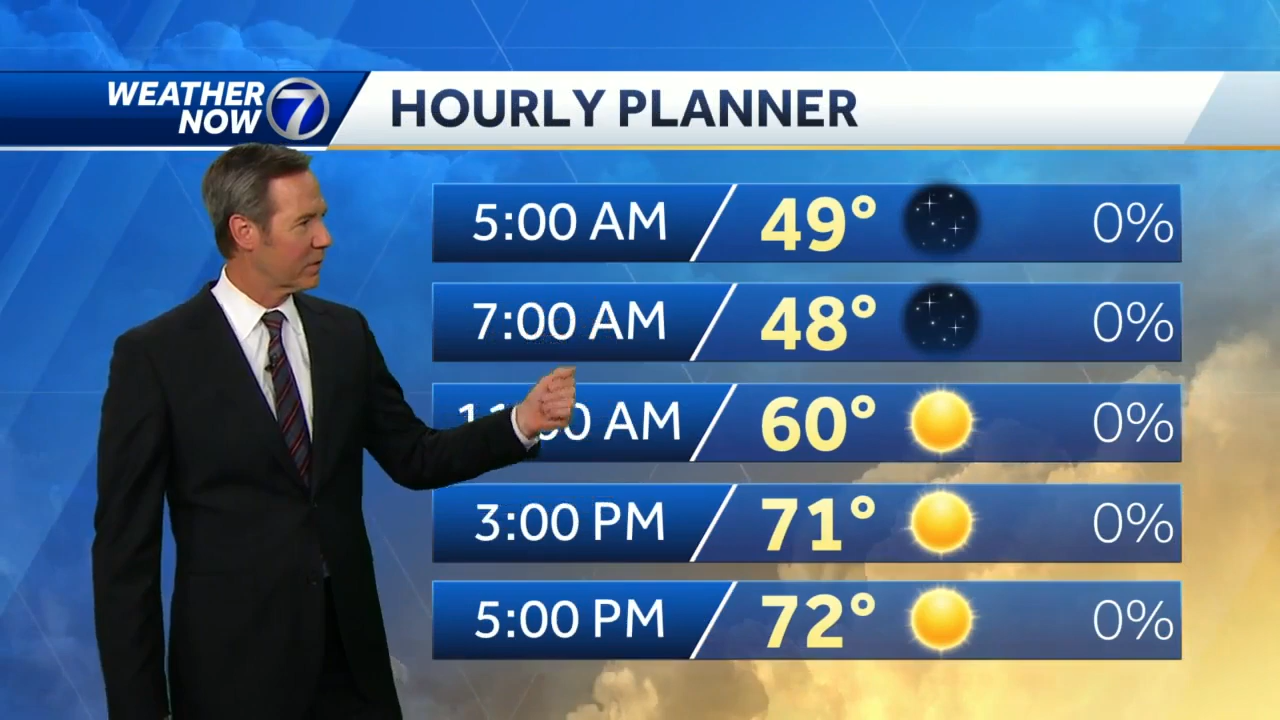 WEATHER
NOW 7
HOURLY PLANNER
5:00 AM 49° 0%
7:00 AM 48° 0%
AM 60° 0%
3:00 PM 71° 0%
5:00 PM 72° 0%